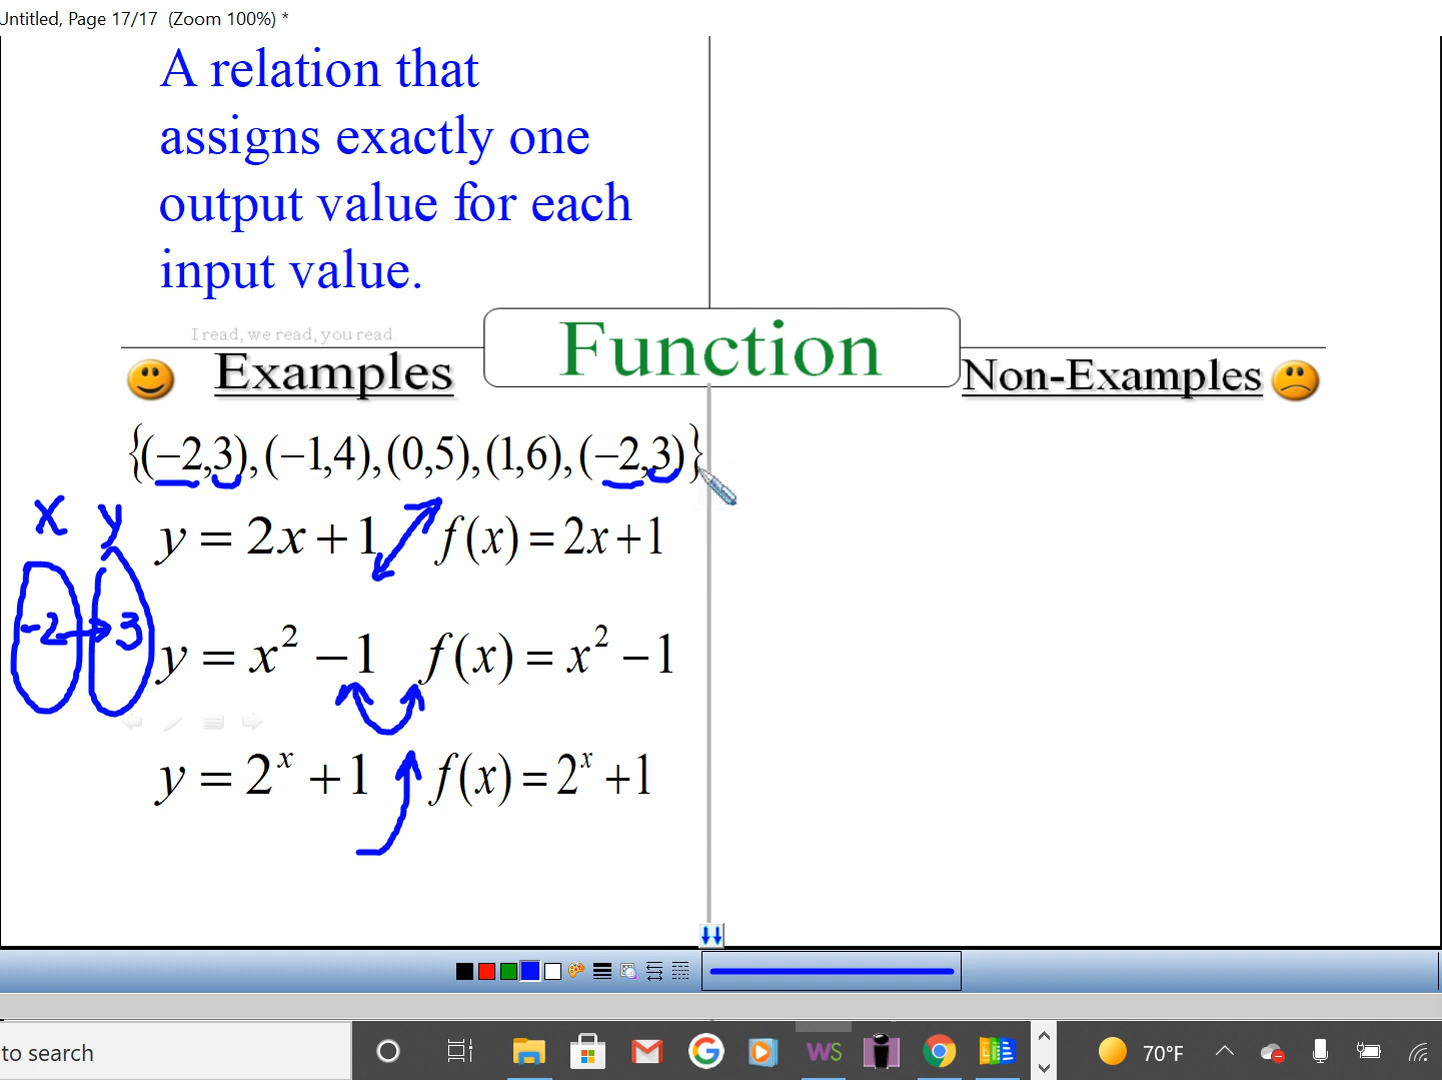 Untitled, Page 17/17 (Zoom 100%) *
A relation that
assigns exactly one
output value for each
input value.
I read, we read, you read.
Function
Examples
Non-Examples
{(−2,3),(−1,4),(0,5),(1,6),(−2,3)}
x y
y = 2x+1 f(x) = 2x+1
-2 → 3
y = x² −1 f(x) = x² −1
y = 2ˣ +1 f(x) = 2ˣ +1
to search
WS
70°F